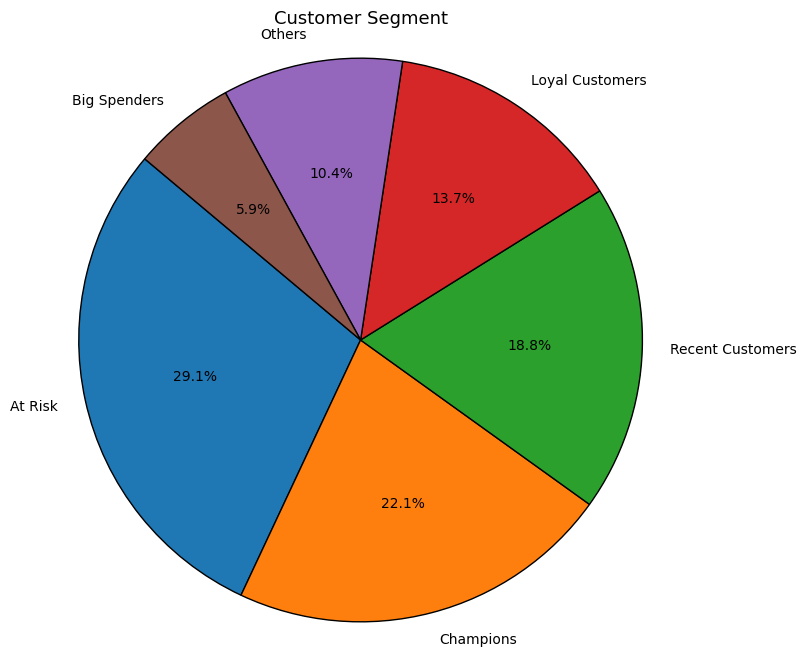 Customer Segment
Others
Loyal Customers
Big Spenders
10.4%
13.7%
5.9%
18.8%
Recent Customers
29.1%
At Risk
22.1%
Champions